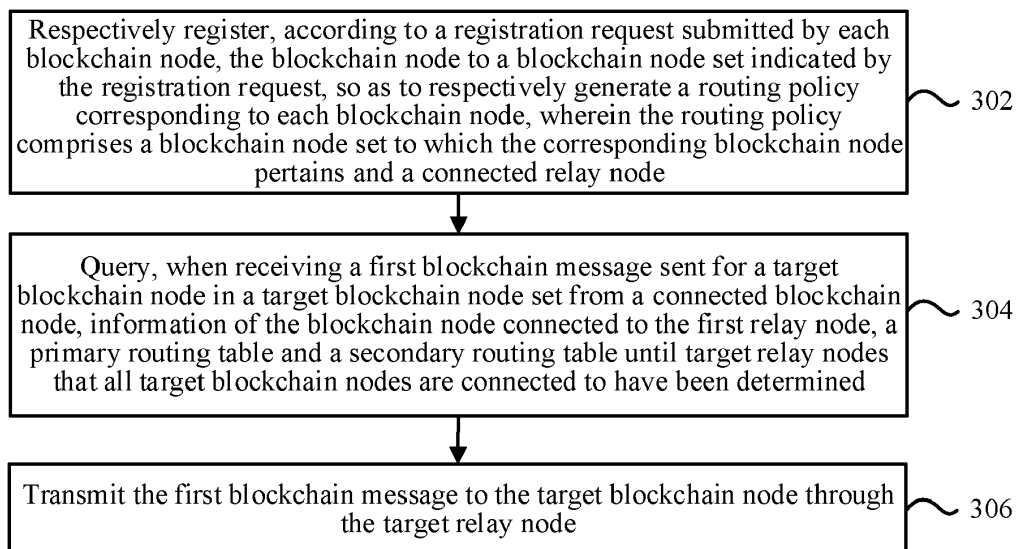 Respectively register, according to a registration request submitted by each
blockchain node, the blockchain node to a blockchain node set indicated by
the registration request, so as to respectively generate a routing policy
corresponding to each blockchain node, wherein the routing policy
comprises a blockchain node set to which the corresponding blockchain node
pertains and a connected relay node
302
Query, when receiving a first blockchain message sent for a target
blockchain node in a target blockchain node set from a connected blockchain
node, information of the blockchain node connected to the first relay node, a
primary routing table and a secondary routing table until target relay nodes
that all target blockchain nodes are connected to have been determined
304
Transmit the first blockchain message to the target blockchain node through
the target relay node
306